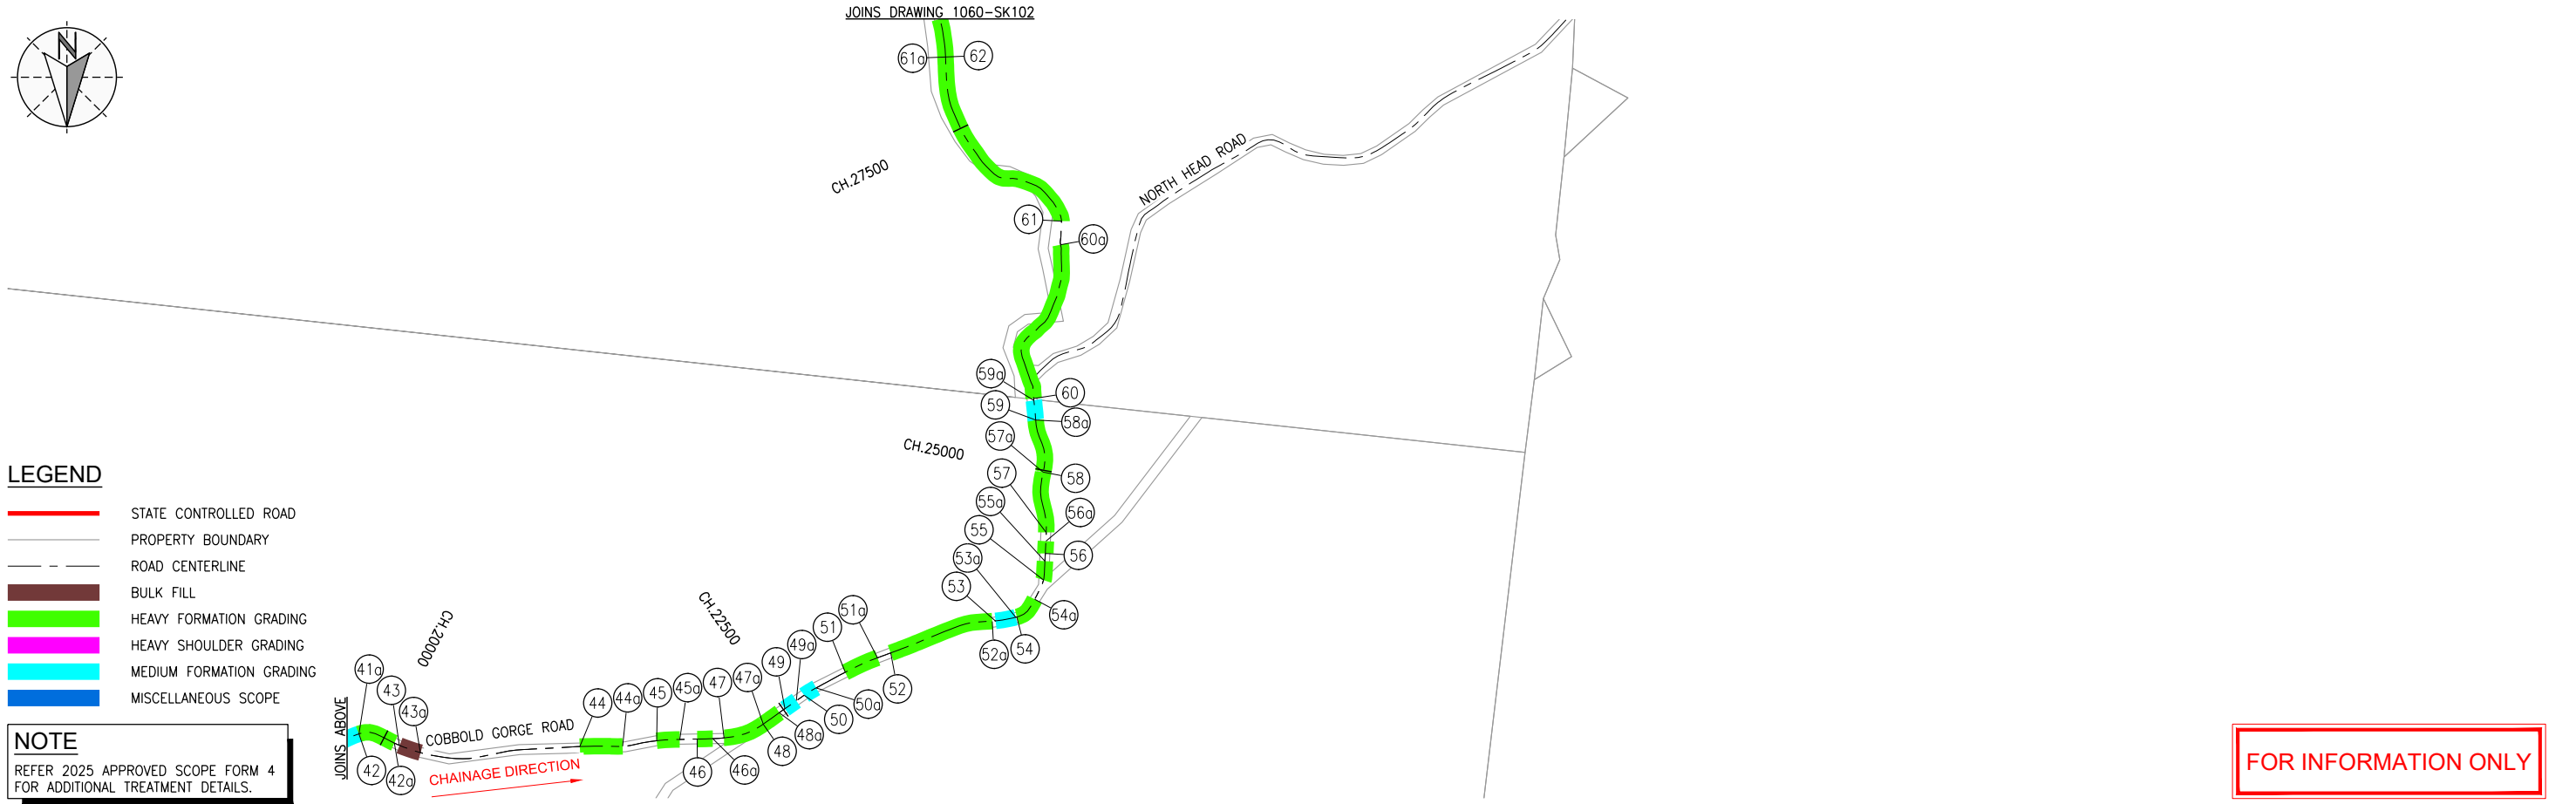 JOINS DRAWING 1060-SK102
N
61a
62
CH.27500
NORTH HEAD ROAD
61
60a
59a
60
59
58a
57a
CH.25000
57
58
55a
56a
55
56
53a
53
54a
52a
54
51a
51
CH.22500
52
49a
49
50a
50
48a
47a
48
47
46a
46
45a
45
44a
44
CH.20000
41a
43
43a
COBBOLD GORGE ROAD
JOINS ABOVE
42
42a
CHAINAGE DIRECTION
LEGEND
STATE CONTROLLED ROAD
PROPERTY BOUNDARY
ROAD CENTERLINE
BULK FILL
HEAVY FORMATION GRADING
HEAVY SHOULDER GRADING
MEDIUM FORMATION GRADING
MISCELLANEOUS SCOPE
NOTE
REFER 2025 APPROVED SCOPE FORM 4
FOR ADDITIONAL TREATMENT DETAILS.
FOR INFORMATION ONLY